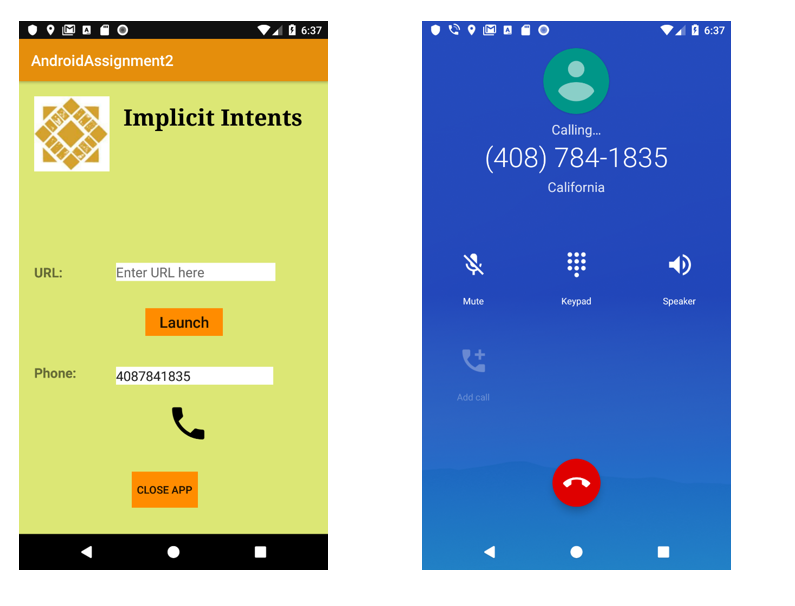 6:37
AndroidAssignment2
Implicit Intents
URL:
Enter URL here
Launch
Phone:
4087841835
CLOSE APP
6:37
Calling...
(408) 784-1835
California
Mute
Keypad
Speaker
Add call